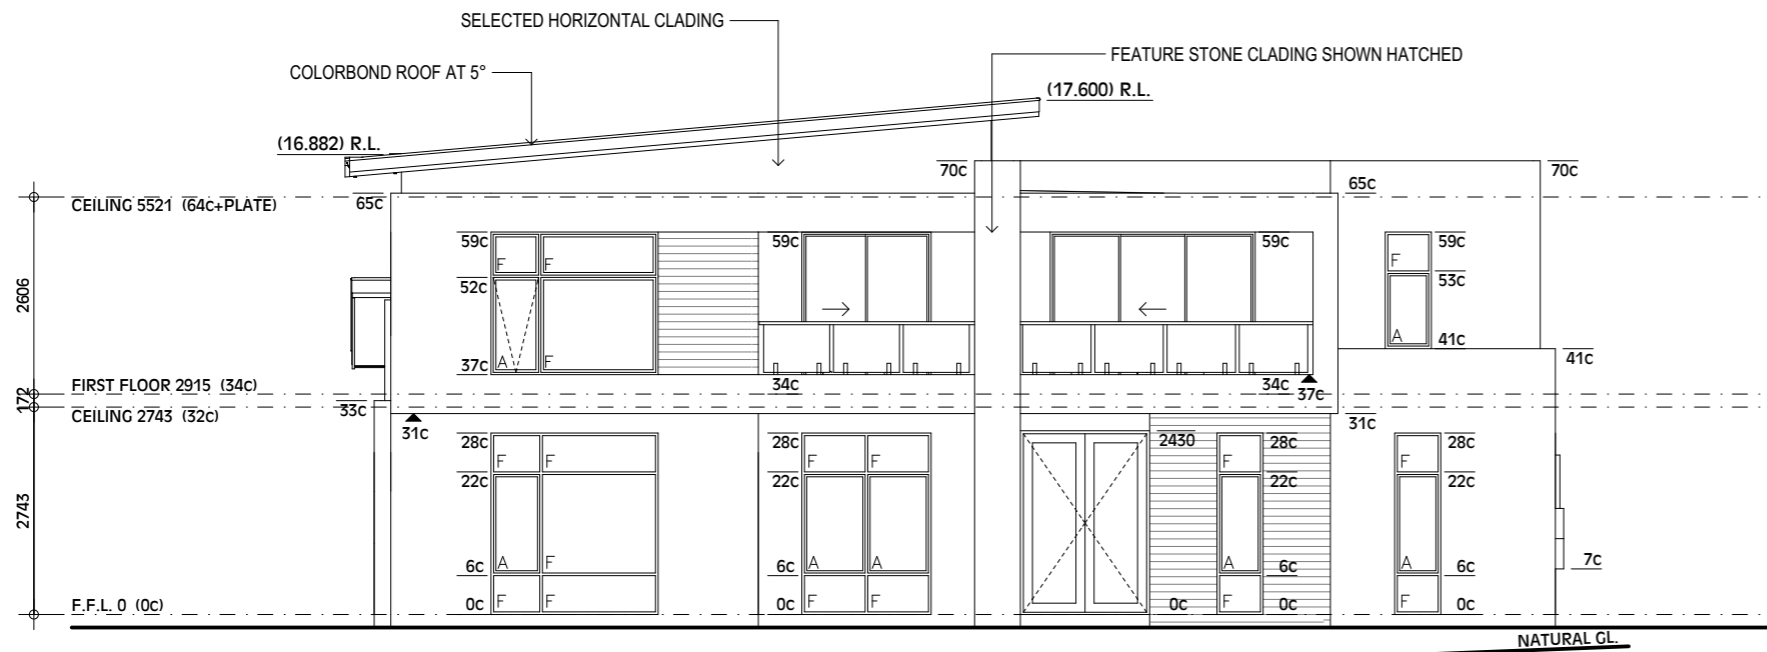 SELECTED HORIZONTAL CLADING
FEATURE STONE CLADDING SHOWN HATCHED
COLORBOND ROOF AT 5°
(17.600) R.L.
(16.882) R.L.
70c
70c
65c
CEILING 5521 (64c+PLATE)
65c
59c
59c
59c
59c
F
F
F
52c
53c
2606
A
F
A
41c
41c
37c
FIRST FLOOR 2915 (34c)
34c
34c
37c
172
CEILING 2743 (32c)
33c
31c
31c
28c
28c
2430
28c
28c
F
F
F
F
F
F
22c
22c
22c
22c
2743
6c
A
F
6c
A
A
A
6c
A
6c
7c
F.F.L. 0 (0c)
0c
F
F
0c
F
F
0c
F
0c
F
0c
NATURAL GL.